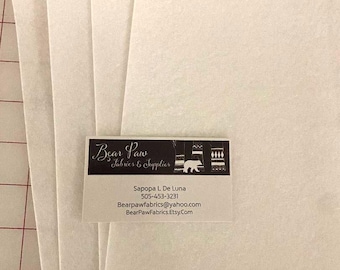 Bear Paw
Fabrics & Supplies
Sapopa L De Luna
505-453-3231
Bearpawfabrics@yahoo.com
BearPawFabrics.Etsy.Com